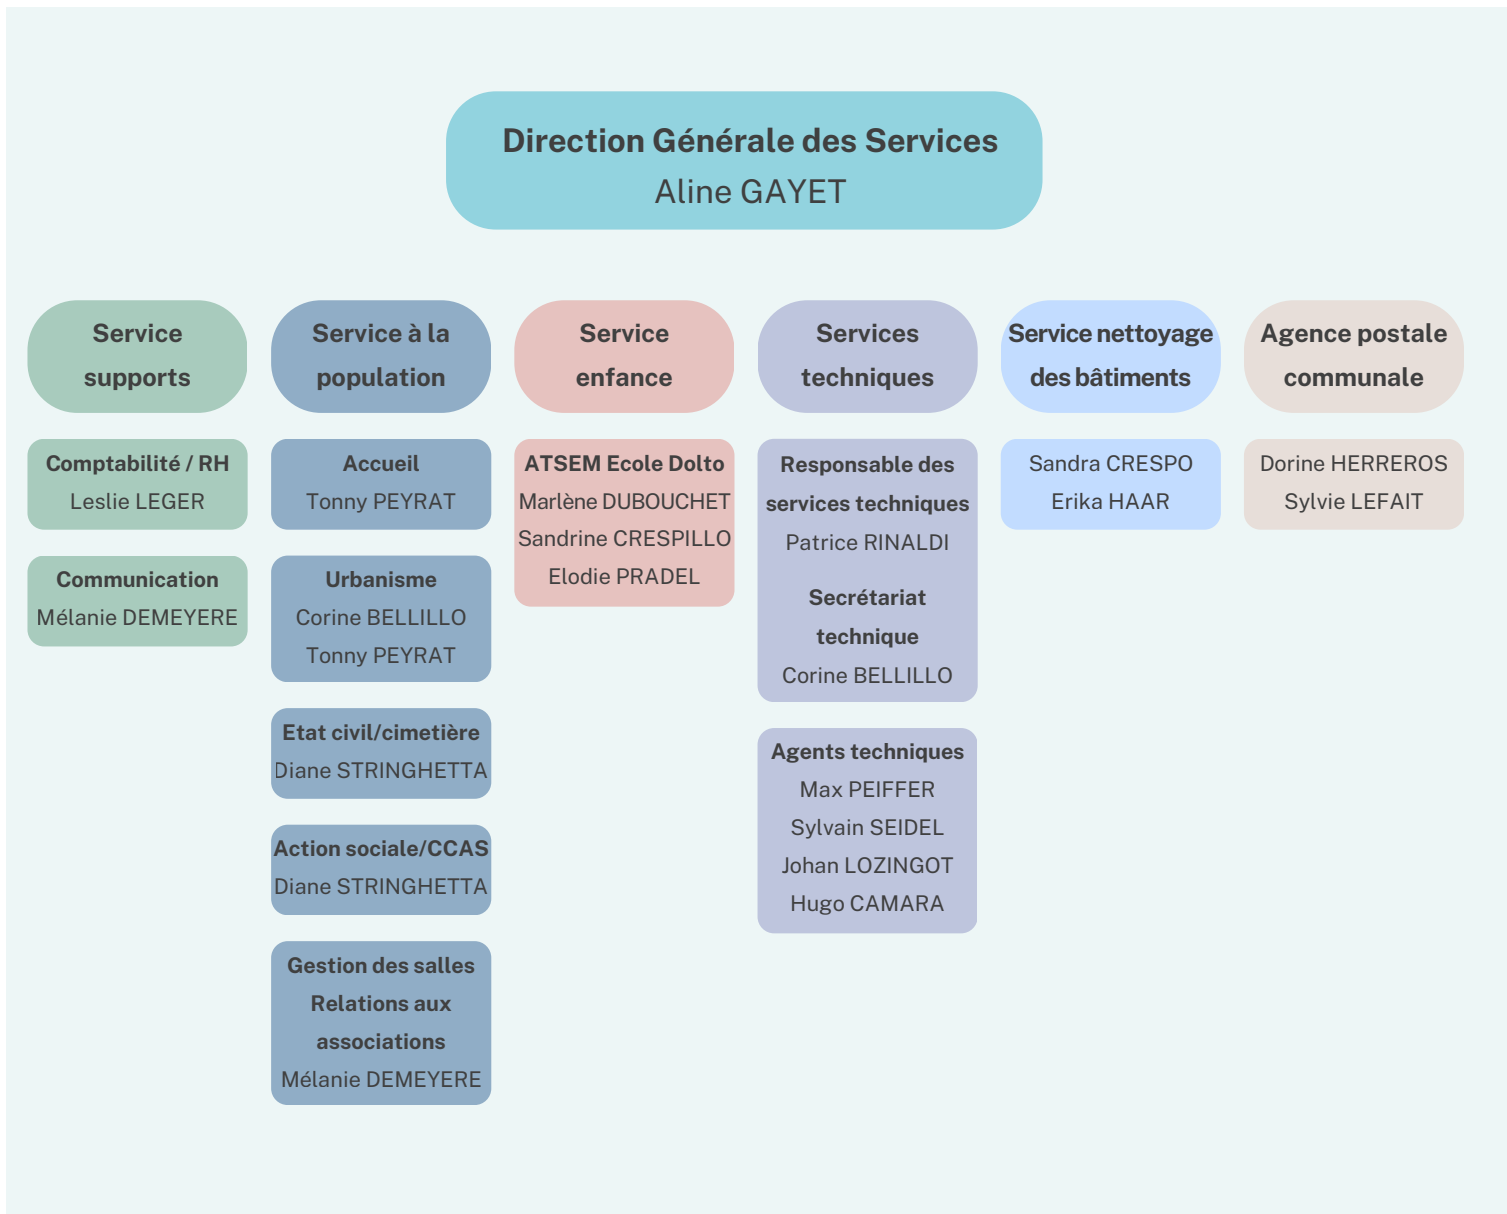 Direction Générale des Services
Aline GAYET
Service
supports
Comptabilité / RH
Leslie LEGER
Communication
Mélanie DEMEYERE
Service à la
population
Accueil
Tonny PEYRAT
Urbanisme
Corine BELLILLO
Tonny PEYRAT
Etat civil/cimetière
Diane STRINGHETTA
Action sociale/CCAS
Diane STRINGHETTA
Gestion des salles
Relations aux
associations
Mélanie DEMEYERE
Service
enfance
ATSEM Ecole Dolto
Marlène DUBOUCHET
Sandrine CRESPILLO
Elodie PRADEL
Services
techniques
Responsable des
services techniques
Patrice RINALDI
Secrétariat
technique
Corine BELLILLO
Agents techniques
Max PEIFFER
Sylvain SEIDEL
Johan LOZINGOT
Hugo CAMARA
Service nettoyage
des bâtiments
Sandra CRESPO
Erika HAAR
Agence postale
communale
Dorine HERREROS
Sylvie LEFAIT